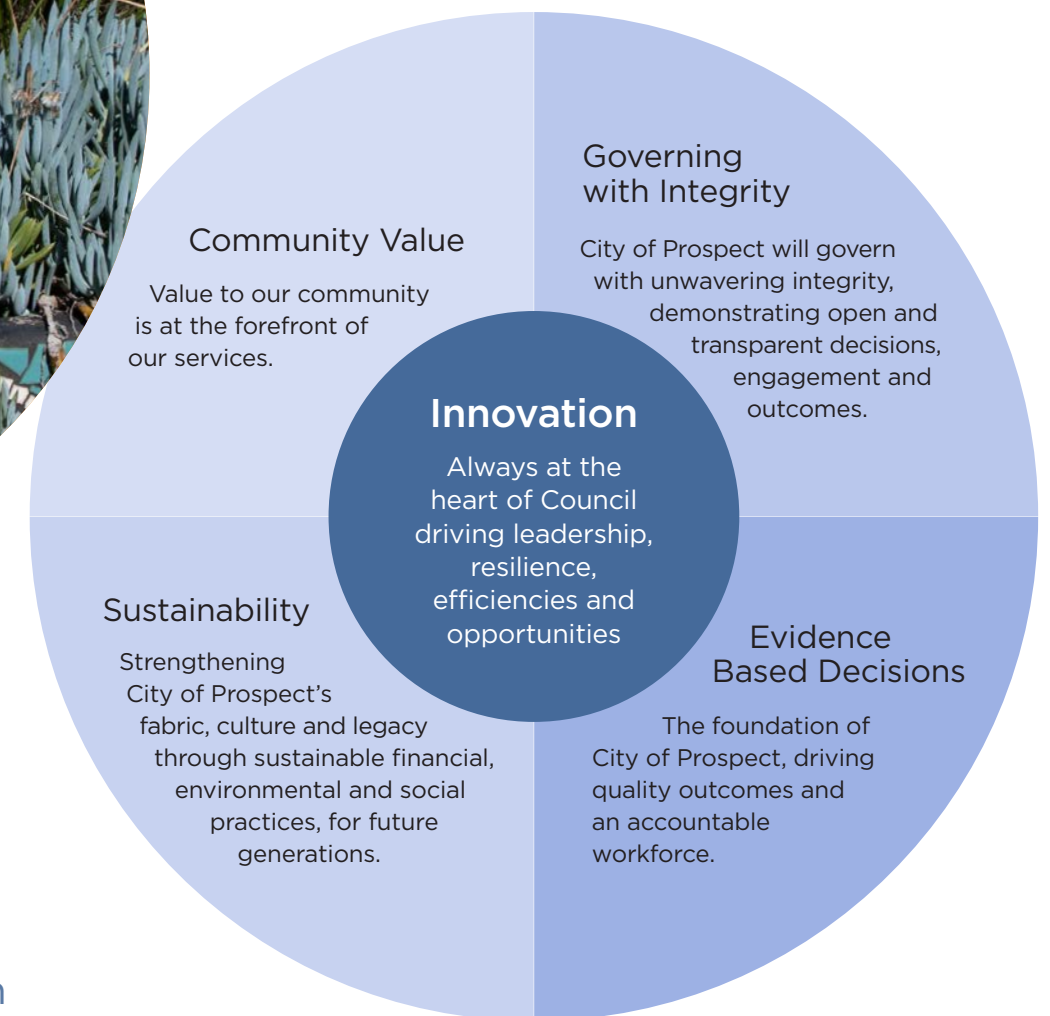 Community Value
Value to our community
is at the forefront of
our services.
Governing
with Integrity
City of Prospect will govern
with unwavering integrity,
demonstrating open and
transparent decisions,
engagement and
outcomes.
Innovation
Always at the
heart of Council
driving leadership,
resilience,
efficiencies and
opportunities
Sustainability
Strengthening
City of Prospect's
fabric, culture and legacy
through sustainable financial,
environmental and social
practices, for future
generations.
Evidence
Based Decisions
The foundation of
City of Prospect, driving
quality outcomes and
an accountable
workforce.